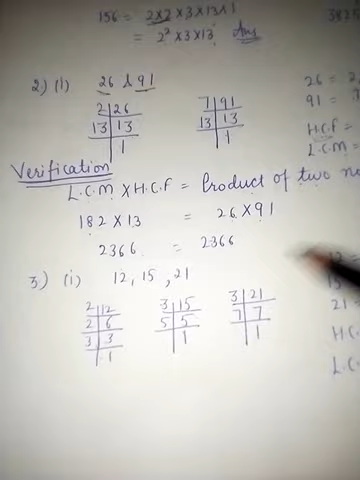 156 = 2×2×3×13×1
= 2² × 3 × 13 Ans
3825
2) (i) 26 & 91
2 | 26
13 | 13
1
7 | 91
13 | 13
1
26 = 2
91 = 7
H.C.F =
L.C.M =
Verification
L.C.M × H.C.F = Product of two no
182 × 13 = 26 × 91
2366 = 2366
3) (i) 12, 15, 21
2 | 12
2 | 6
3 | 3
1
3 | 15
5 | 5
1
3 | 21
7 | 7
1
12 =
15
21 =
H.C
L.C.